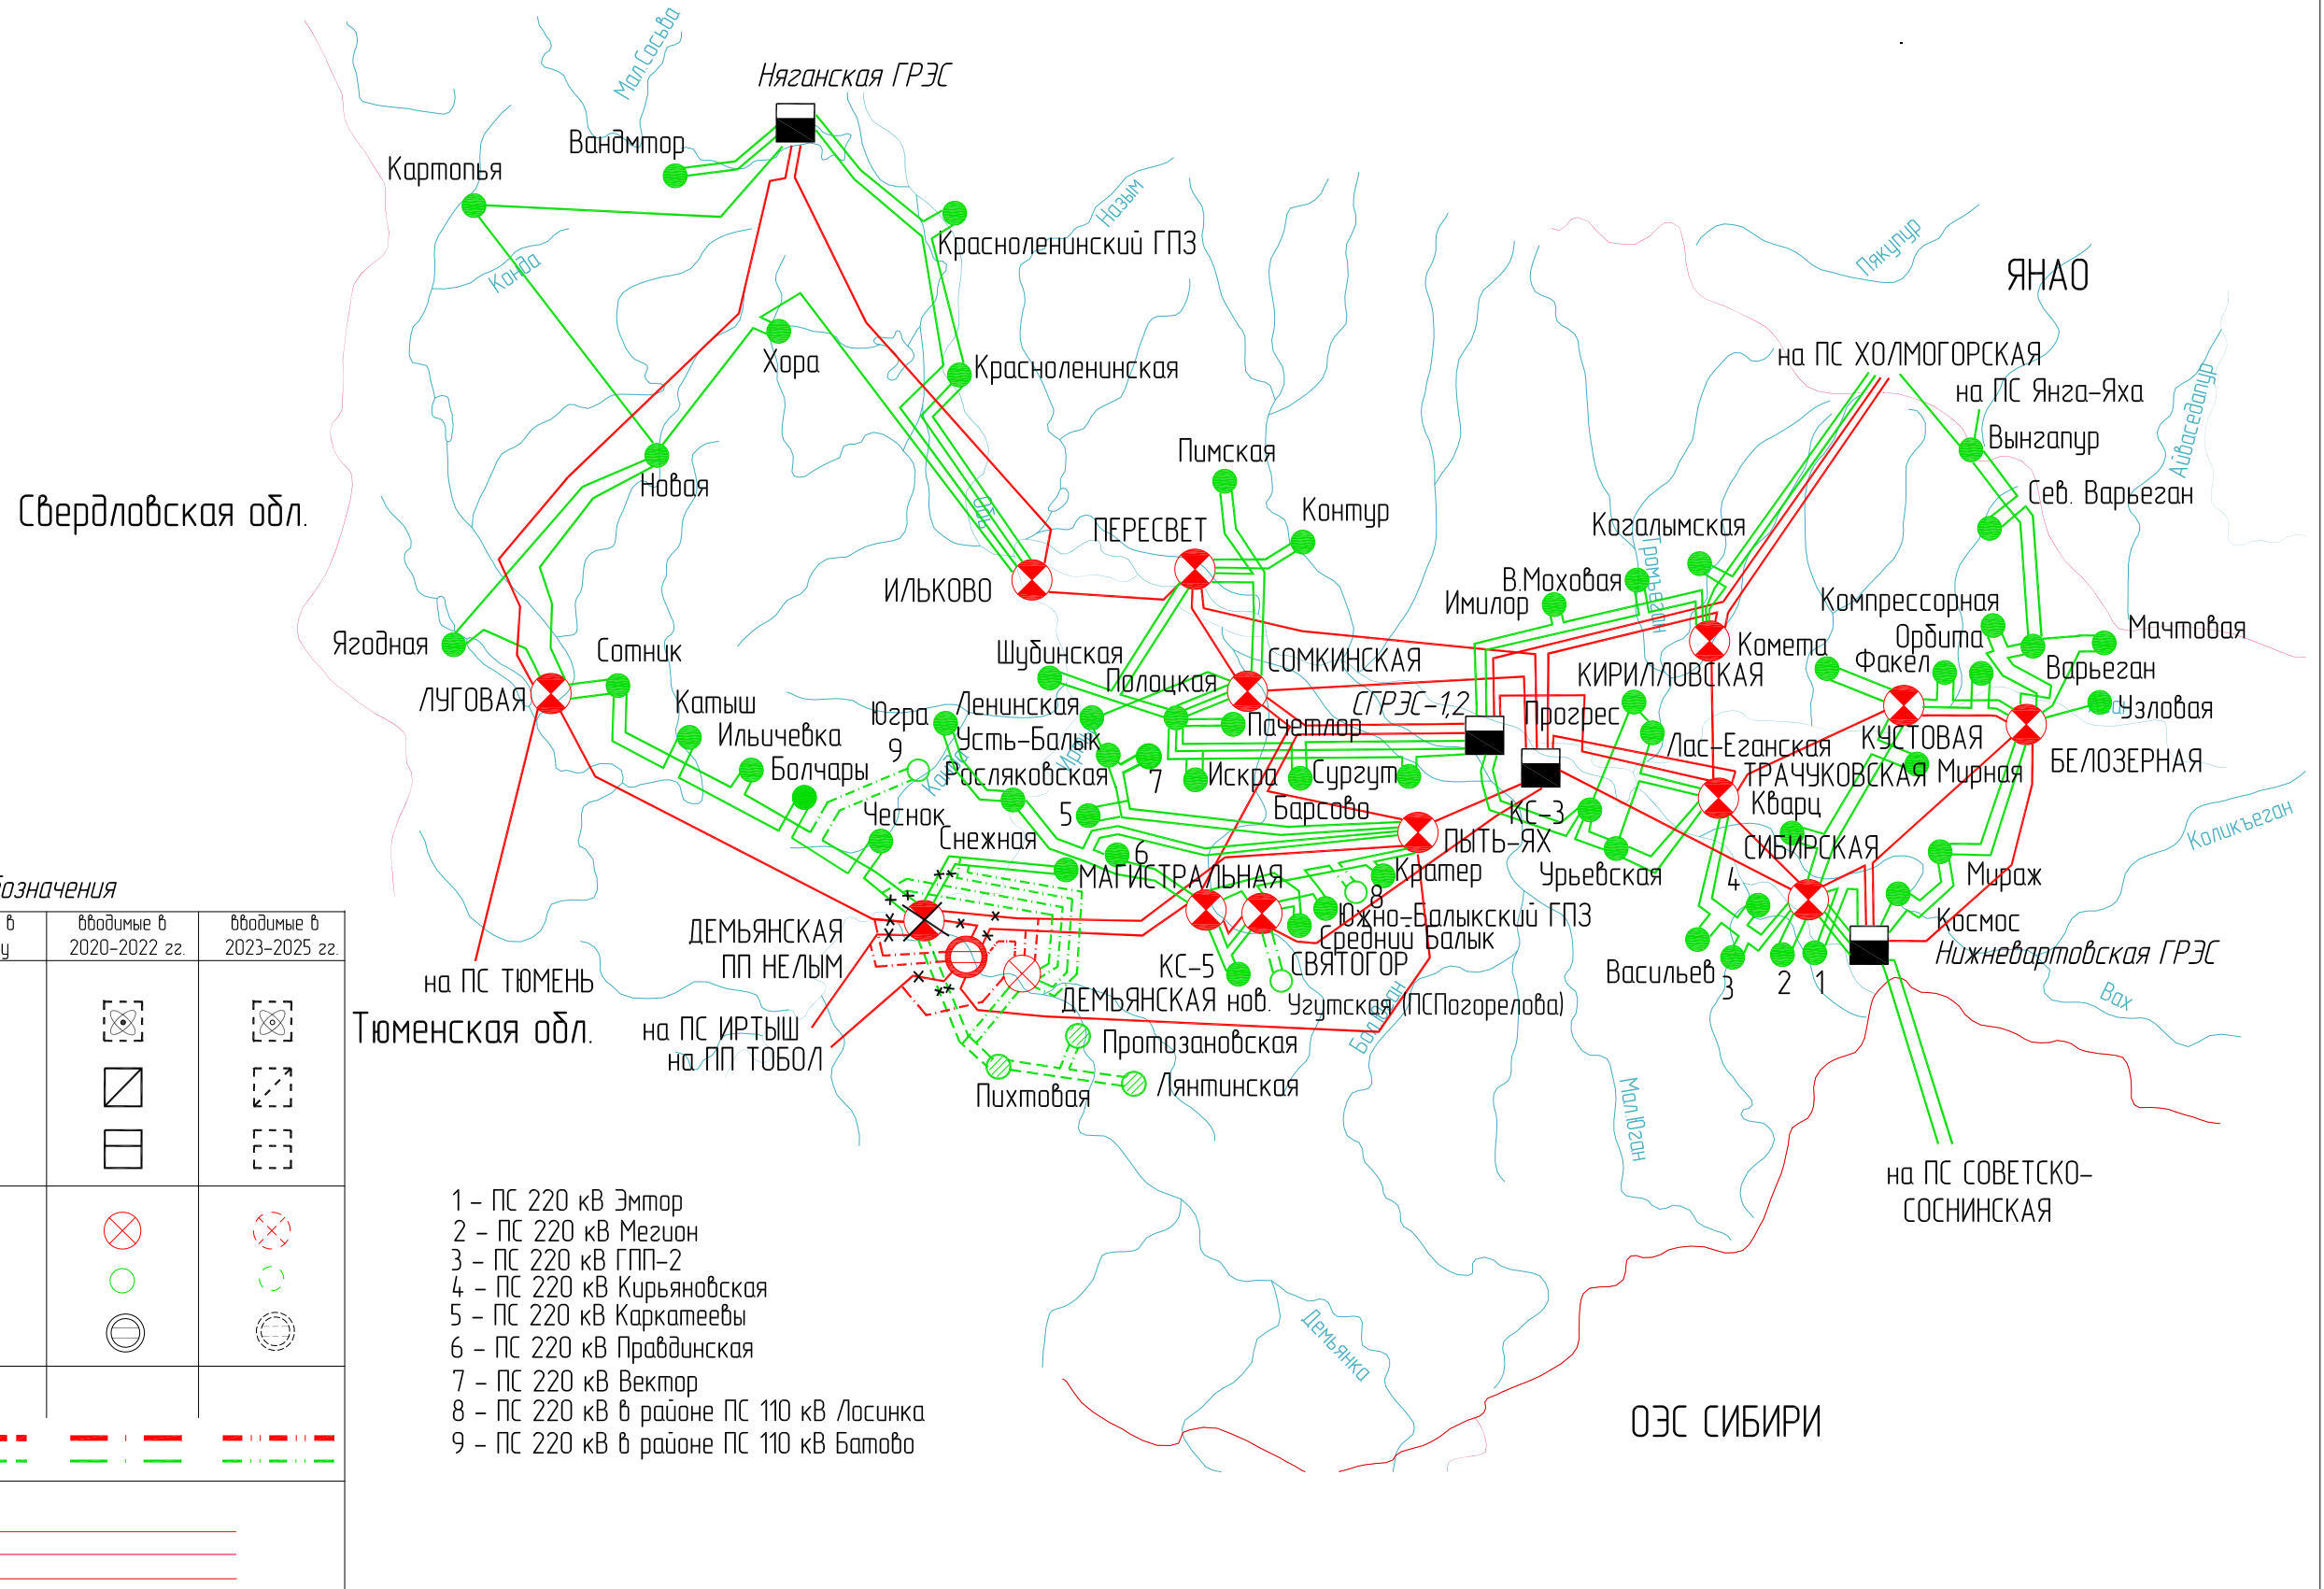 Мал.Сосьва
Няганская ГРЭС
Вандмтор
Картопья
Назым
Красноленинский ГПЗ
Конда
Пякупур
ЯНАО
Хора
Красноленинская
на ПС ХОЛМОГОРСКАЯ
на ПС Янга-Яха
Айваседапур
Вынгапур
Пимская
Новая
Сев. Варьеган
Свердловская обл.
Обь
Контур
ПЕРЕСВЕТ
Когалымская
Тромъеган
ИЛЬКОВО
В.Моховая
Имилор
Компрессорная
Орбита
Мачтовая
Ягодная
Сотник
Шубинская
СОМКИНСКАЯ
Комета
Факел
Варьеган
Полоцкая
КИРИЛЛОВСКАЯ
ЛУГОВАЯ
Катыш
Югра
Ленинская
СГРЭС-1,2
Узловая
Пачетлор
Прогрес
Ильичевка
9
Усть-Балык
Лас-Еганская
КУСТОВАЯ
БЕЛОЗЕРНАЯ
Болчары
Расляковская
7
Искра
Сургут
ТРАЧУКОВСКАЯ
Мирная
Чеснок
5
Барсово
КС-3
Кварц
Коликъеган
Снежная
6
ПЫТЬ-ЯХ
СИБИРСКАЯ
МАГИСТРАЛЬНАЯ
Кратер
Урьевская
4
Мираж
обозначения
8
Южно-Балыкский ГПЗ
Космос
в
вводимые в
вводимые в
у
2020-2022 гг.
2023-2025 гг.
ДЕМЬЯНСКАЯ
Средний Балык
Нижневартовская ГРЭС
ПП НЕЛЫМ
КС-5
СВЯТОГОР
Васильев
3
2
1
на ПС ТЮМЕНЬ
ДЕМЬЯНСКАЯ нов.
Угутская (ПСПогорелова)
Вах
Тюменская обл.
на ПС ИРТЫШ
на ПП ТОБОЛ
Протозановская
Пихтовая
Лянтинская
Мал.Юган
на ПС СОВЕТСКО-
СОСНИНСКАЯ
1 - ПС 220 кВ Эмтор
2 - ПС 220 кВ Мегион
3 - ПС 220 кВ ГПП-2
4 - ПС 220 кВ Кирьяновская
5 - ПС 220 кВ Каркатеевы
6 - ПС 220 кВ Правдинская
7 - ПС 220 кВ Вектор
8 - ПС 220 кВ в районе ПС 110 кВ Лосинка
9 - ПС 220 кВ в районе ПС 110 кВ Батово
Демьянка
ОЭС СИБИРИ